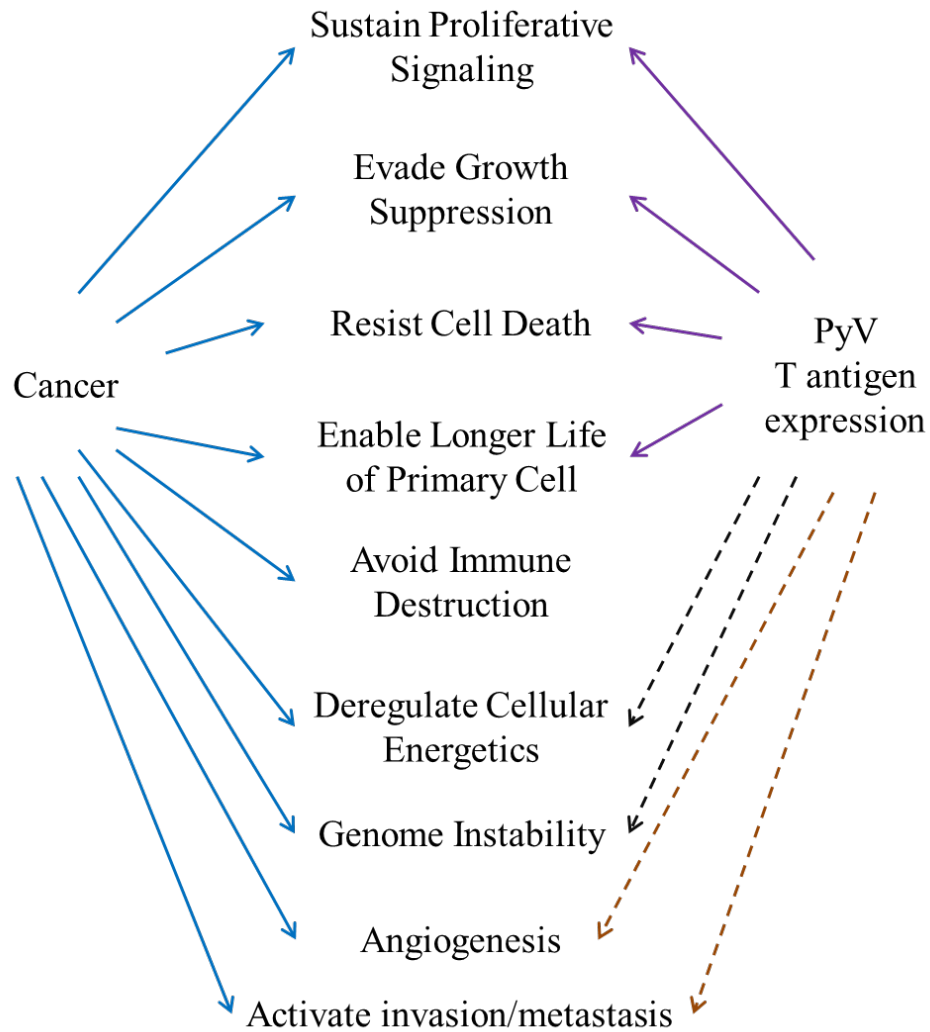 Sustain Proliferative
Signaling
Evade Growth
Suppression
Resist Cell Death
PyV
T antigen
expression
Cancer
Enable Longer Life
of Primary Cell
Avoid Immune
Destruction
Deregulate Cellular
Energetics
Genome Instability
Angiogenesis
Activate invasion/metastasis